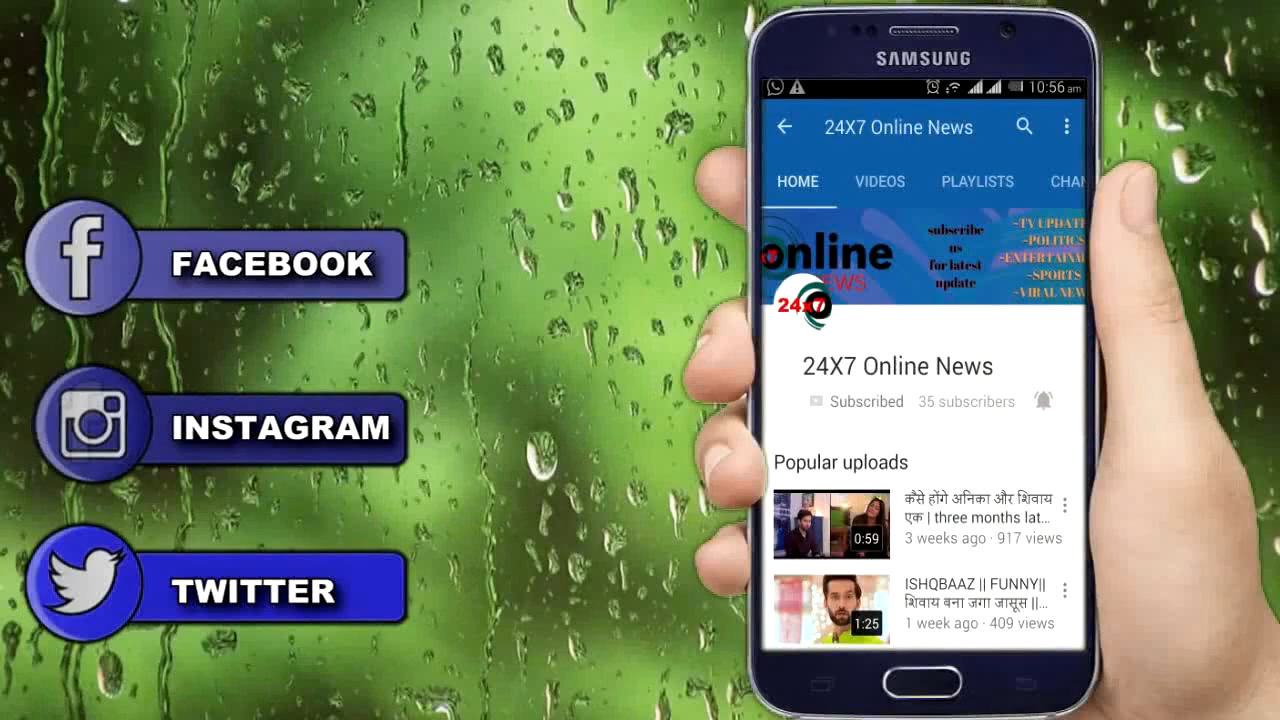 FACEBOOK
INSTAGRAM
TWITTER
SAMSUNG
10:56 am
24X7 Online News
HOME VIDEOS PLAYLISTS CHAN
online
EWS
24x7
subscribe
us
for latest
update
~TV UPDATE
~POLITICS
~ENTERTAINM
~SPORTS
~VIRAL NEW
24X7 Online News
Subscribed 35 subscribers
Popular uploads
0:59
कैसे होंगे अनिका और शिवाय
एक | three months lat...
3 weeks ago · 917 views
1:25
ISHQBAAZ || FUNNY||
शिवाय बना जगा जासूस ||...
1 week ago · 409 views